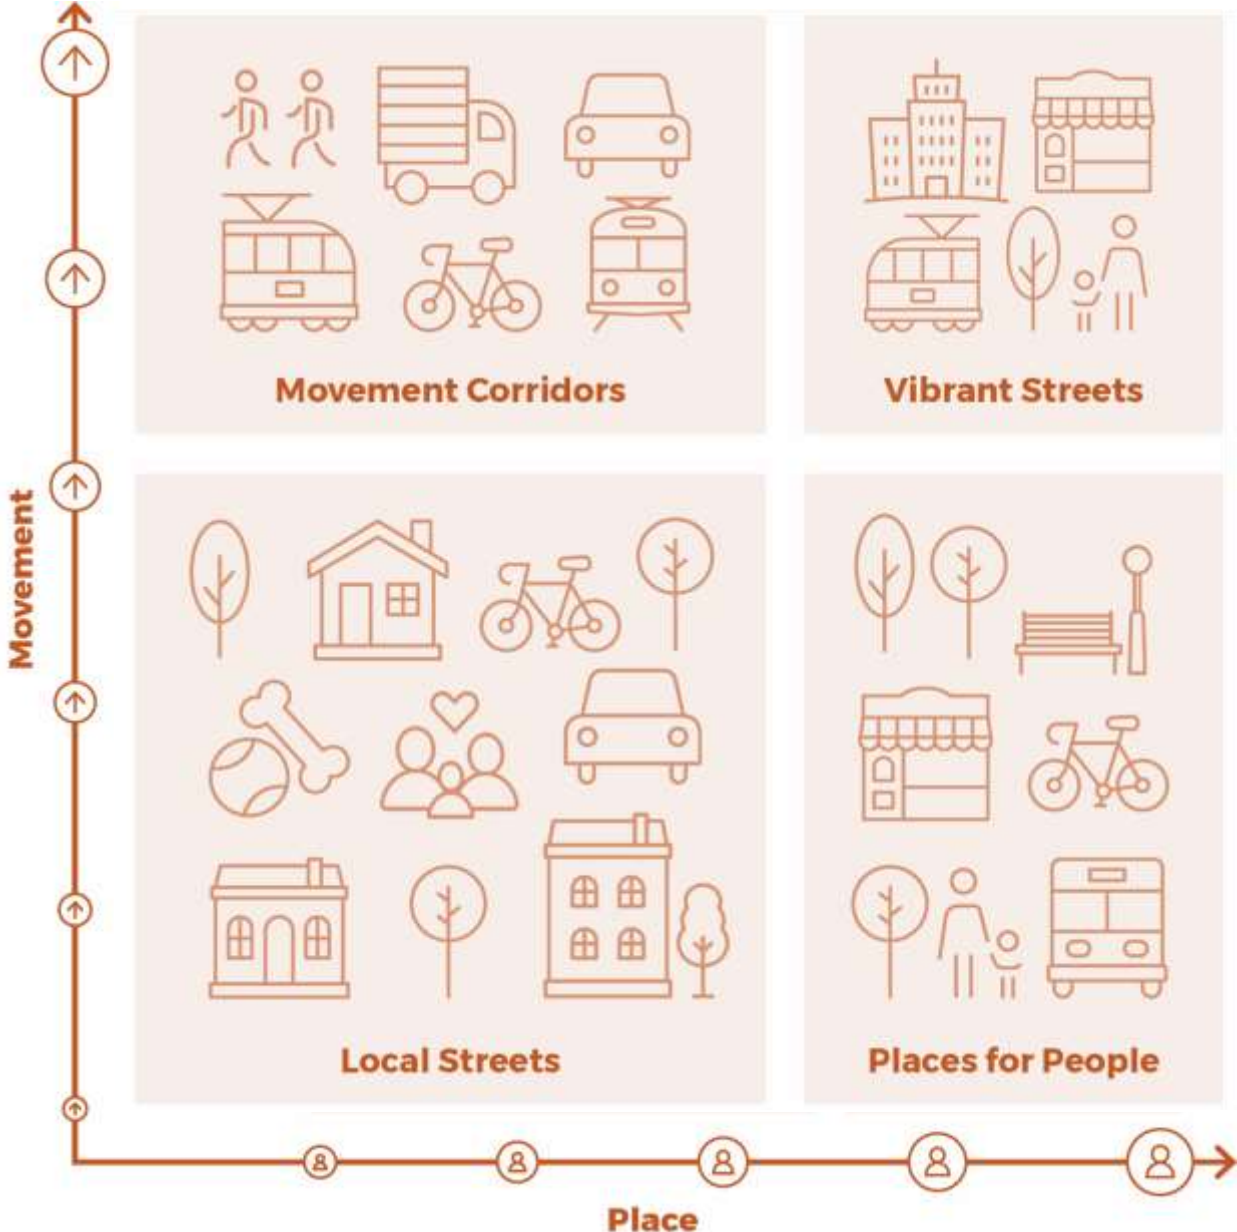 Movement Corridors
Vibrant Streets
Movement
Local Streets
Places for People
Place